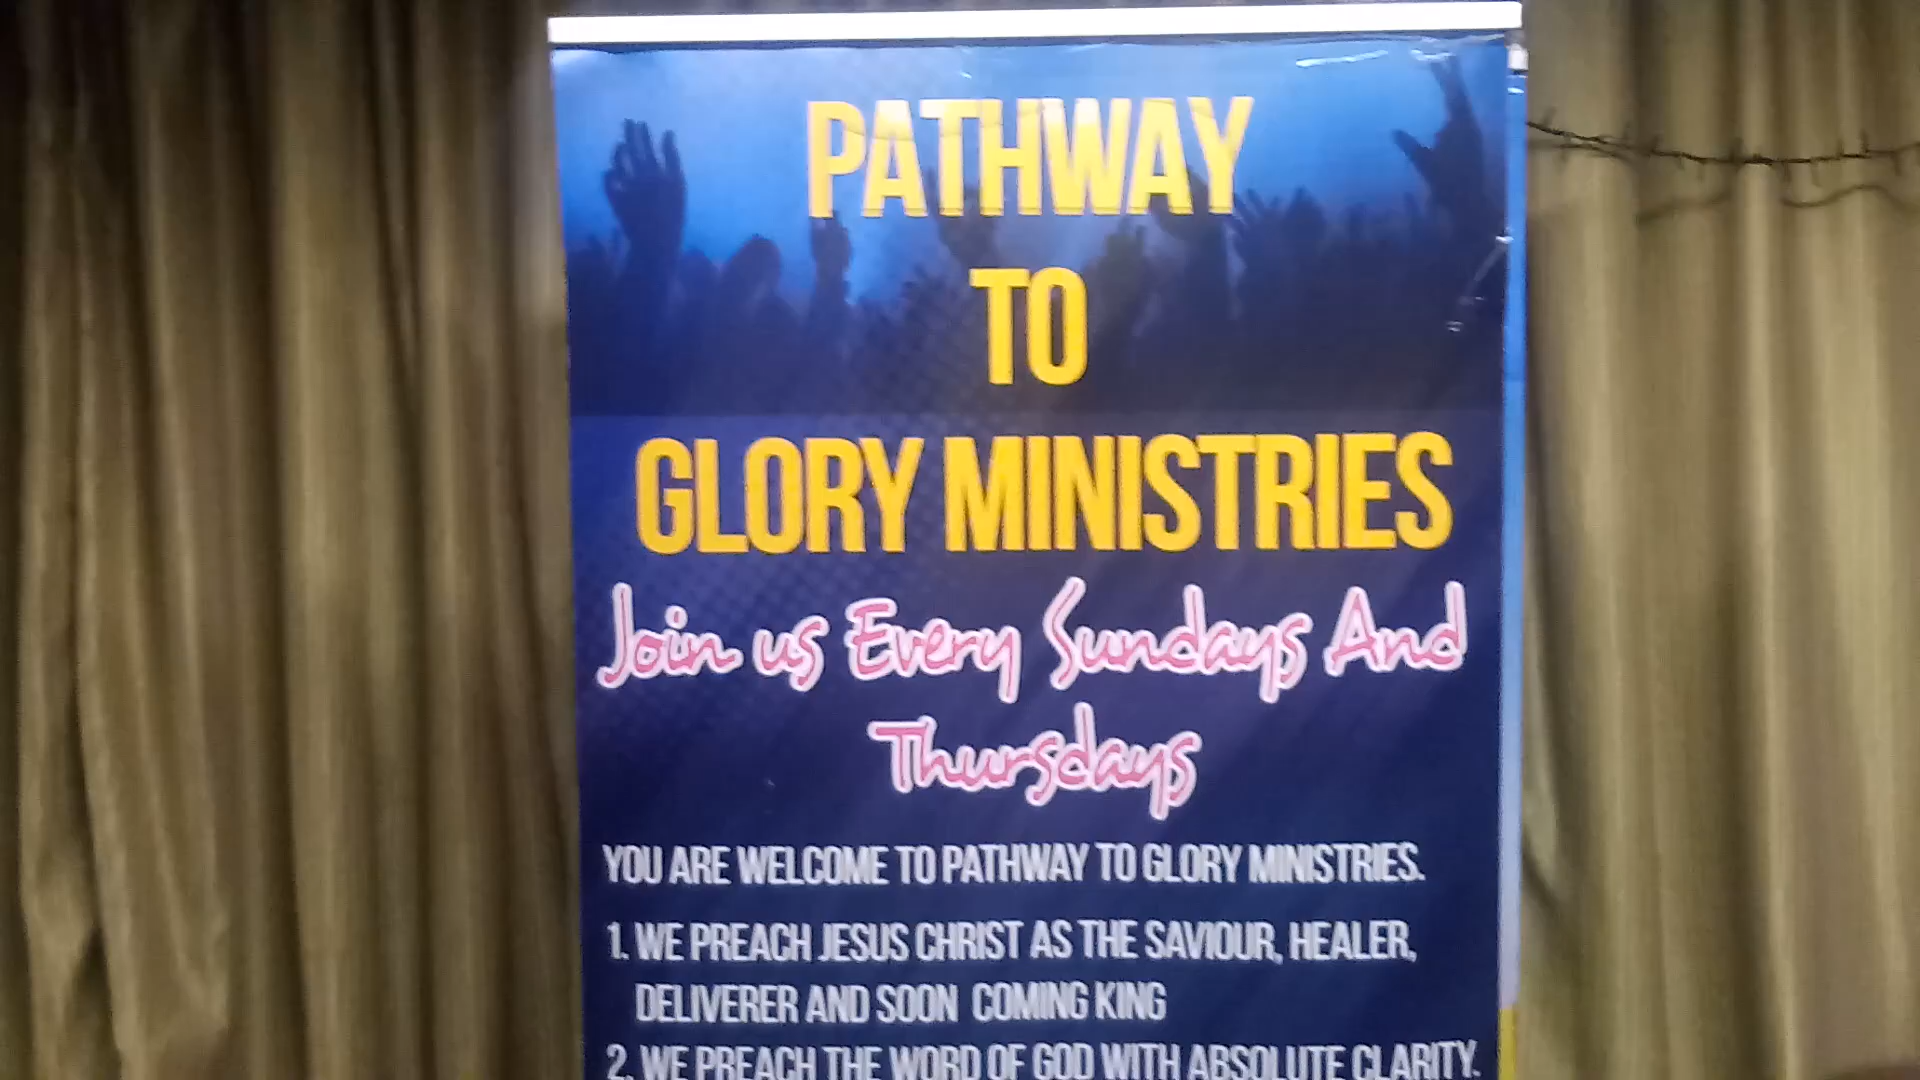 PATHWAY
TO
GLORY MINISTRIES
Join us Every Sundays And
Thursdays
YOU ARE WELCOME TO PATHWAY TO GLORY MINISTRIES.
1. WE PREACH JESUS CHRIST AS THE SAVIOUR, HEALER,
DELIVERER AND SOON COMING KING
2. WE PREACH THE WORD OF GOD WITH ABSOLUTE CLARITY.